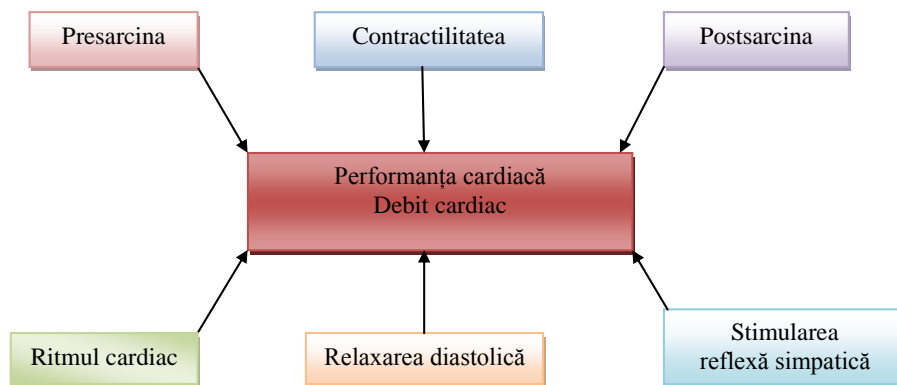 Presarcina
Contractilitatea
Postsarcina
Performanța cardiacă
Debit cardiac
Ritmul cardiac
Relaxarea diastolică
Stimularea
reflexă simpatică